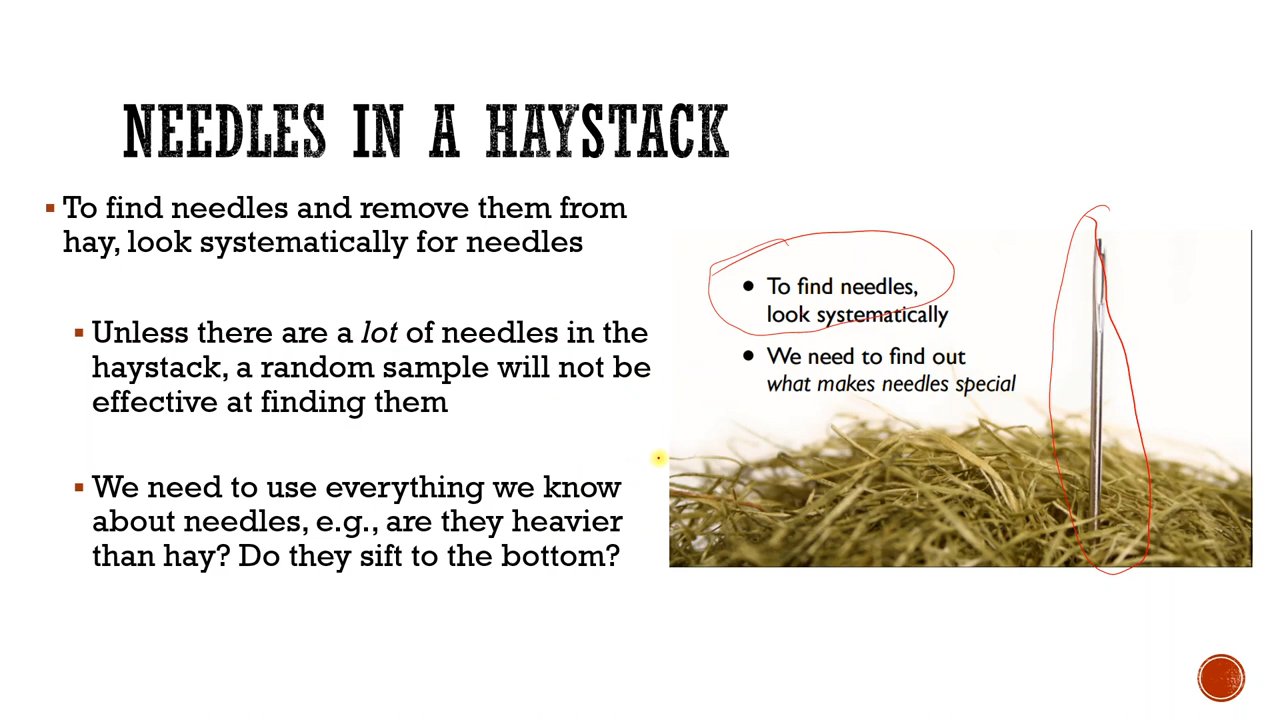 NEEDLES IN A HAYSTACK
To find needles and remove them from
hay, look systematically for needles
Unless there are a lot of needles in the
haystack, a random sample will not be
effective at finding them
We need to use everything we know
about needles, e.g., are they heavier
than hay? Do they sift to the bottom?
To find needles,
look systematically
We need to find out
what makes needles special